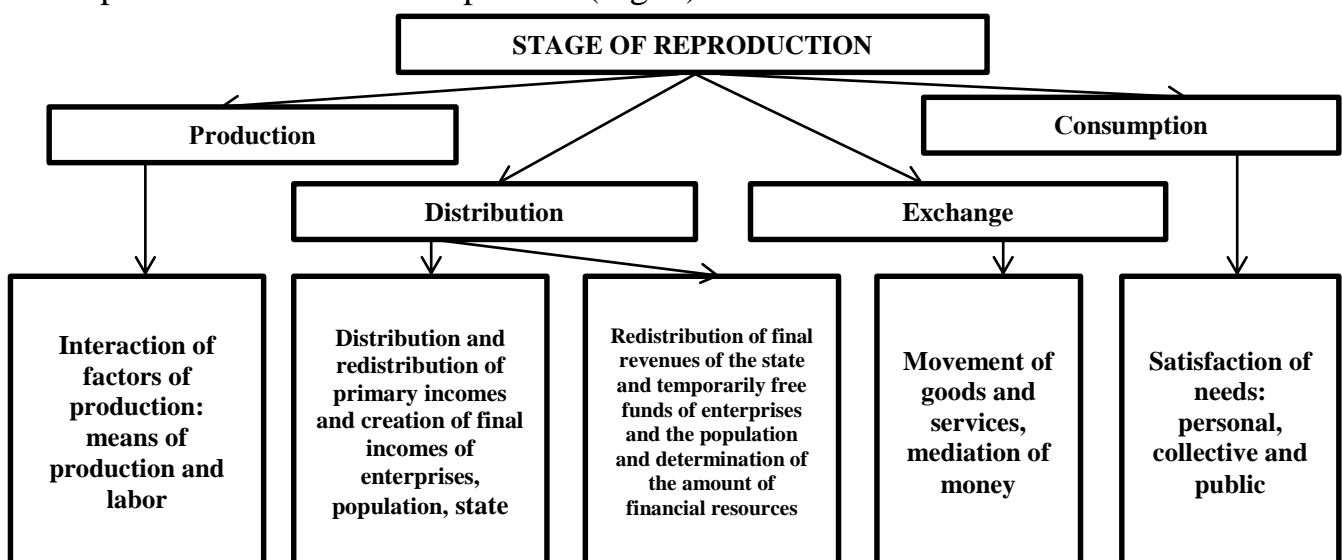 STAGE OF REPRODUCTION
Production
Consumption
Distribution
Exchange
Interaction of
factors of
production:
means of
production and
labor
Distribution and
redistribution of
primary incomes
and creation of final
incomes of
enterprises,
population, state
Redistribution of final
revenues of the state
and temporarily free
funds of enterprises
and the population
and determination of
the amount of
financial resources
Movement of
goods and
services,
mediation of
money
Satisfaction of
needs:
personal,
collective and
public